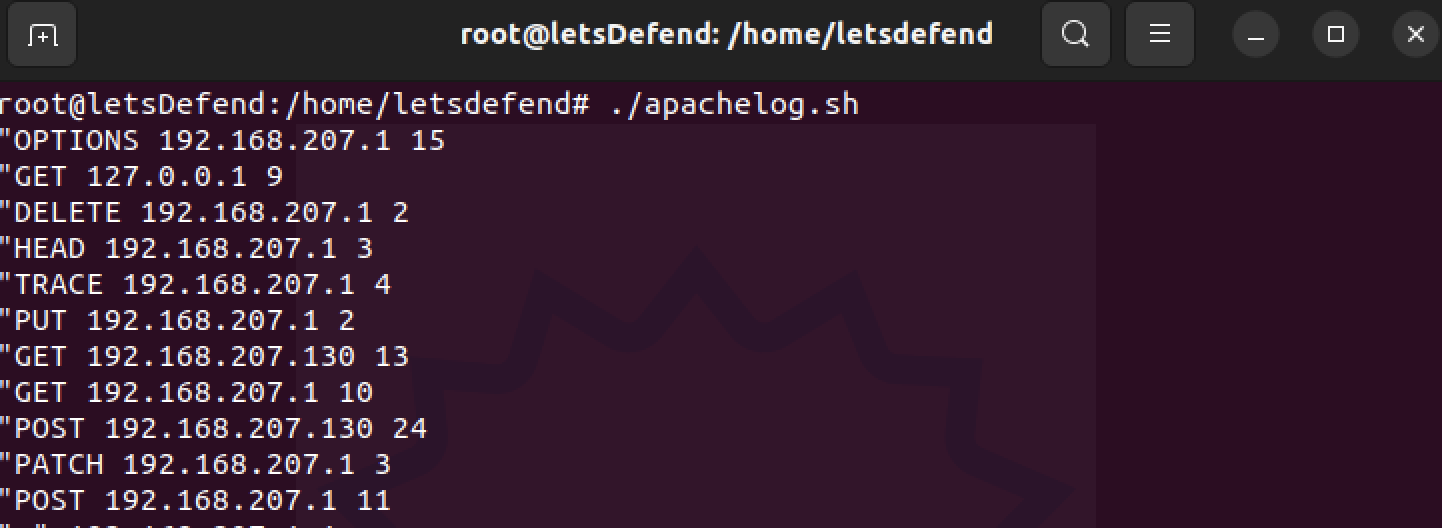 root@letsDefend: /home/letsdefend
root@letsDefend:/home/letsdefend# ./apachelog.sh
"OPTIONS 192.168.207.1 15
"GET 127.0.0.1 9
"DELETE 192.168.207.1 2
"HEAD 192.168.207.1 3
"TRACE 192.168.207.1 4
"PUT 192.168.207.1 2
"GET 192.168.207.130 13
"GET 192.168.207.1 10
"POST 192.168.207.130 24
"PATCH 192.168.207.1 3
"POST 192.168.207.1 11